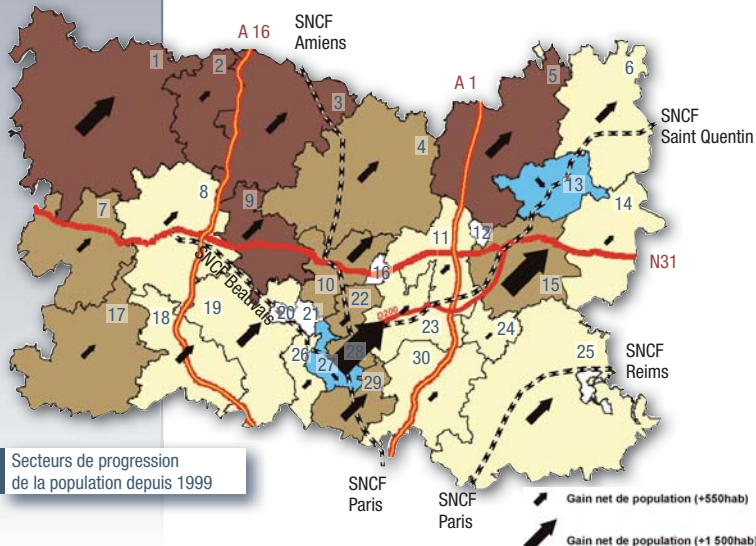 SNCF
Amiens
A 16
A 1
1
2
3
4
5
6
SNCF
Saint Quentin
7
8
9
10
11
12
13
14
N31
15
16
17
18
19
SNCF Beauvais
20
21
22
D200
23
24
25
26
27
28
29
30
SNCF
Reims
SNCF
Paris
SNCF
Paris
Secteurs de progression
de la population depuis 1999
Gain net de population (+550hab)
Gain net de population (+1 500hab)